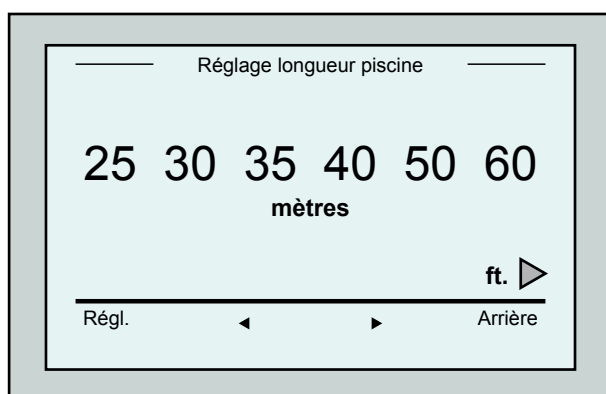 Réglage longueur piscine
25 30 35 40 50 60
mètres
ft.
Régl. Arrière